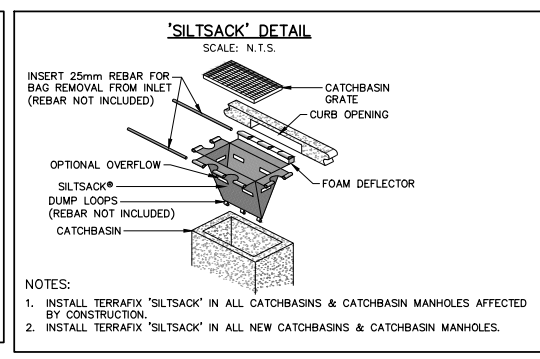 'SILTSACK' DETAIL
SCALE: N.T.S.
INSERT 25mm REBAR FOR
BAG REMOVAL FROM INLET
(REBAR NOT INCLUDED)
CATCHBASIN
GRATE
CURB OPENING
OPTIONAL OVERFLOW
FOAM DEFLECTOR
SILTSACK®
DUMP LOOPS
(REBAR NOT INCLUDED)
CATCHBASIN
NOTES:
1. INSTALL TERRAFIX 'SILTSACK' IN ALL CATCHBASINS & CATCHBASIN MANHOLES AFFECTED
BY CONSTRUCTION.
2. INSTALL TERRAFIX 'SILTSACK' IN ALL NEW CATCHBASINS & CATCHBASIN MANHOLES.